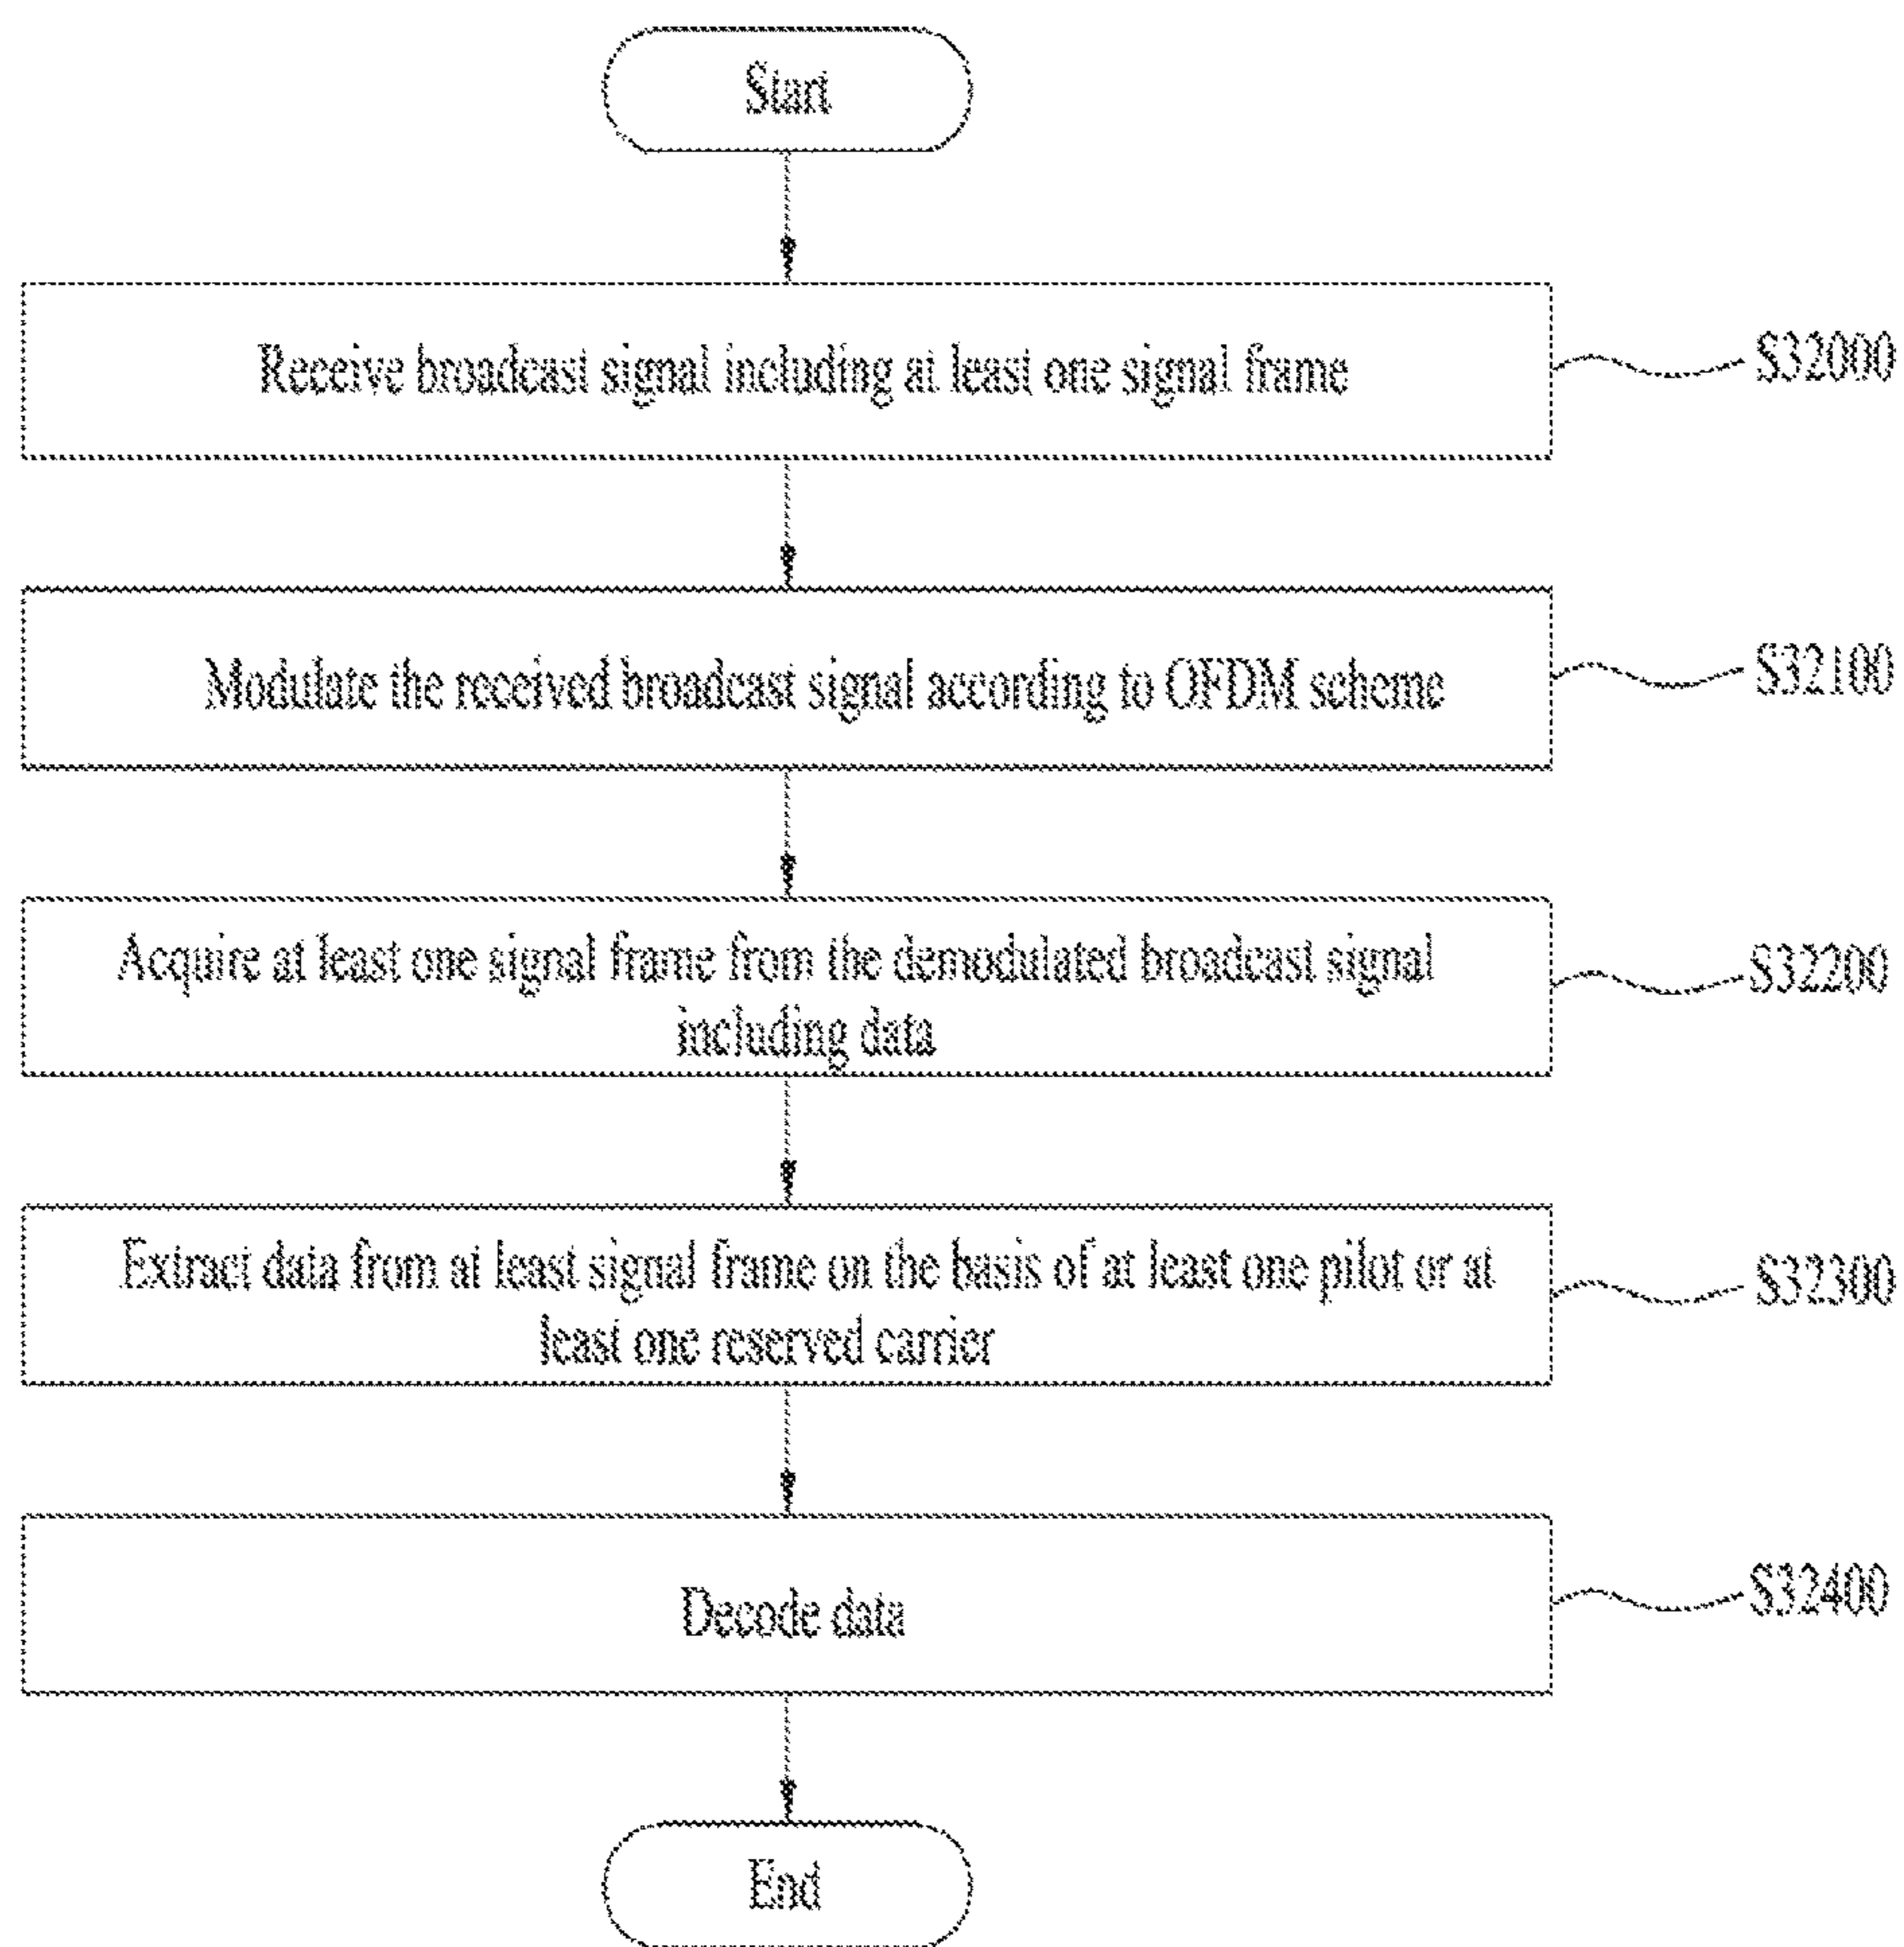 Start
Receive broadcast signal including at least one signal frame
S32000
Modulate the received broadcast signal according to OFDM scheme
S32100
Acquire at least one signal frame from the demodulated broadcast signal
including data
S32200
Extract data from at least signal frame on the basis of at least one pilot or at
least one reserved carrier
S32300
Decode data
S32400
End